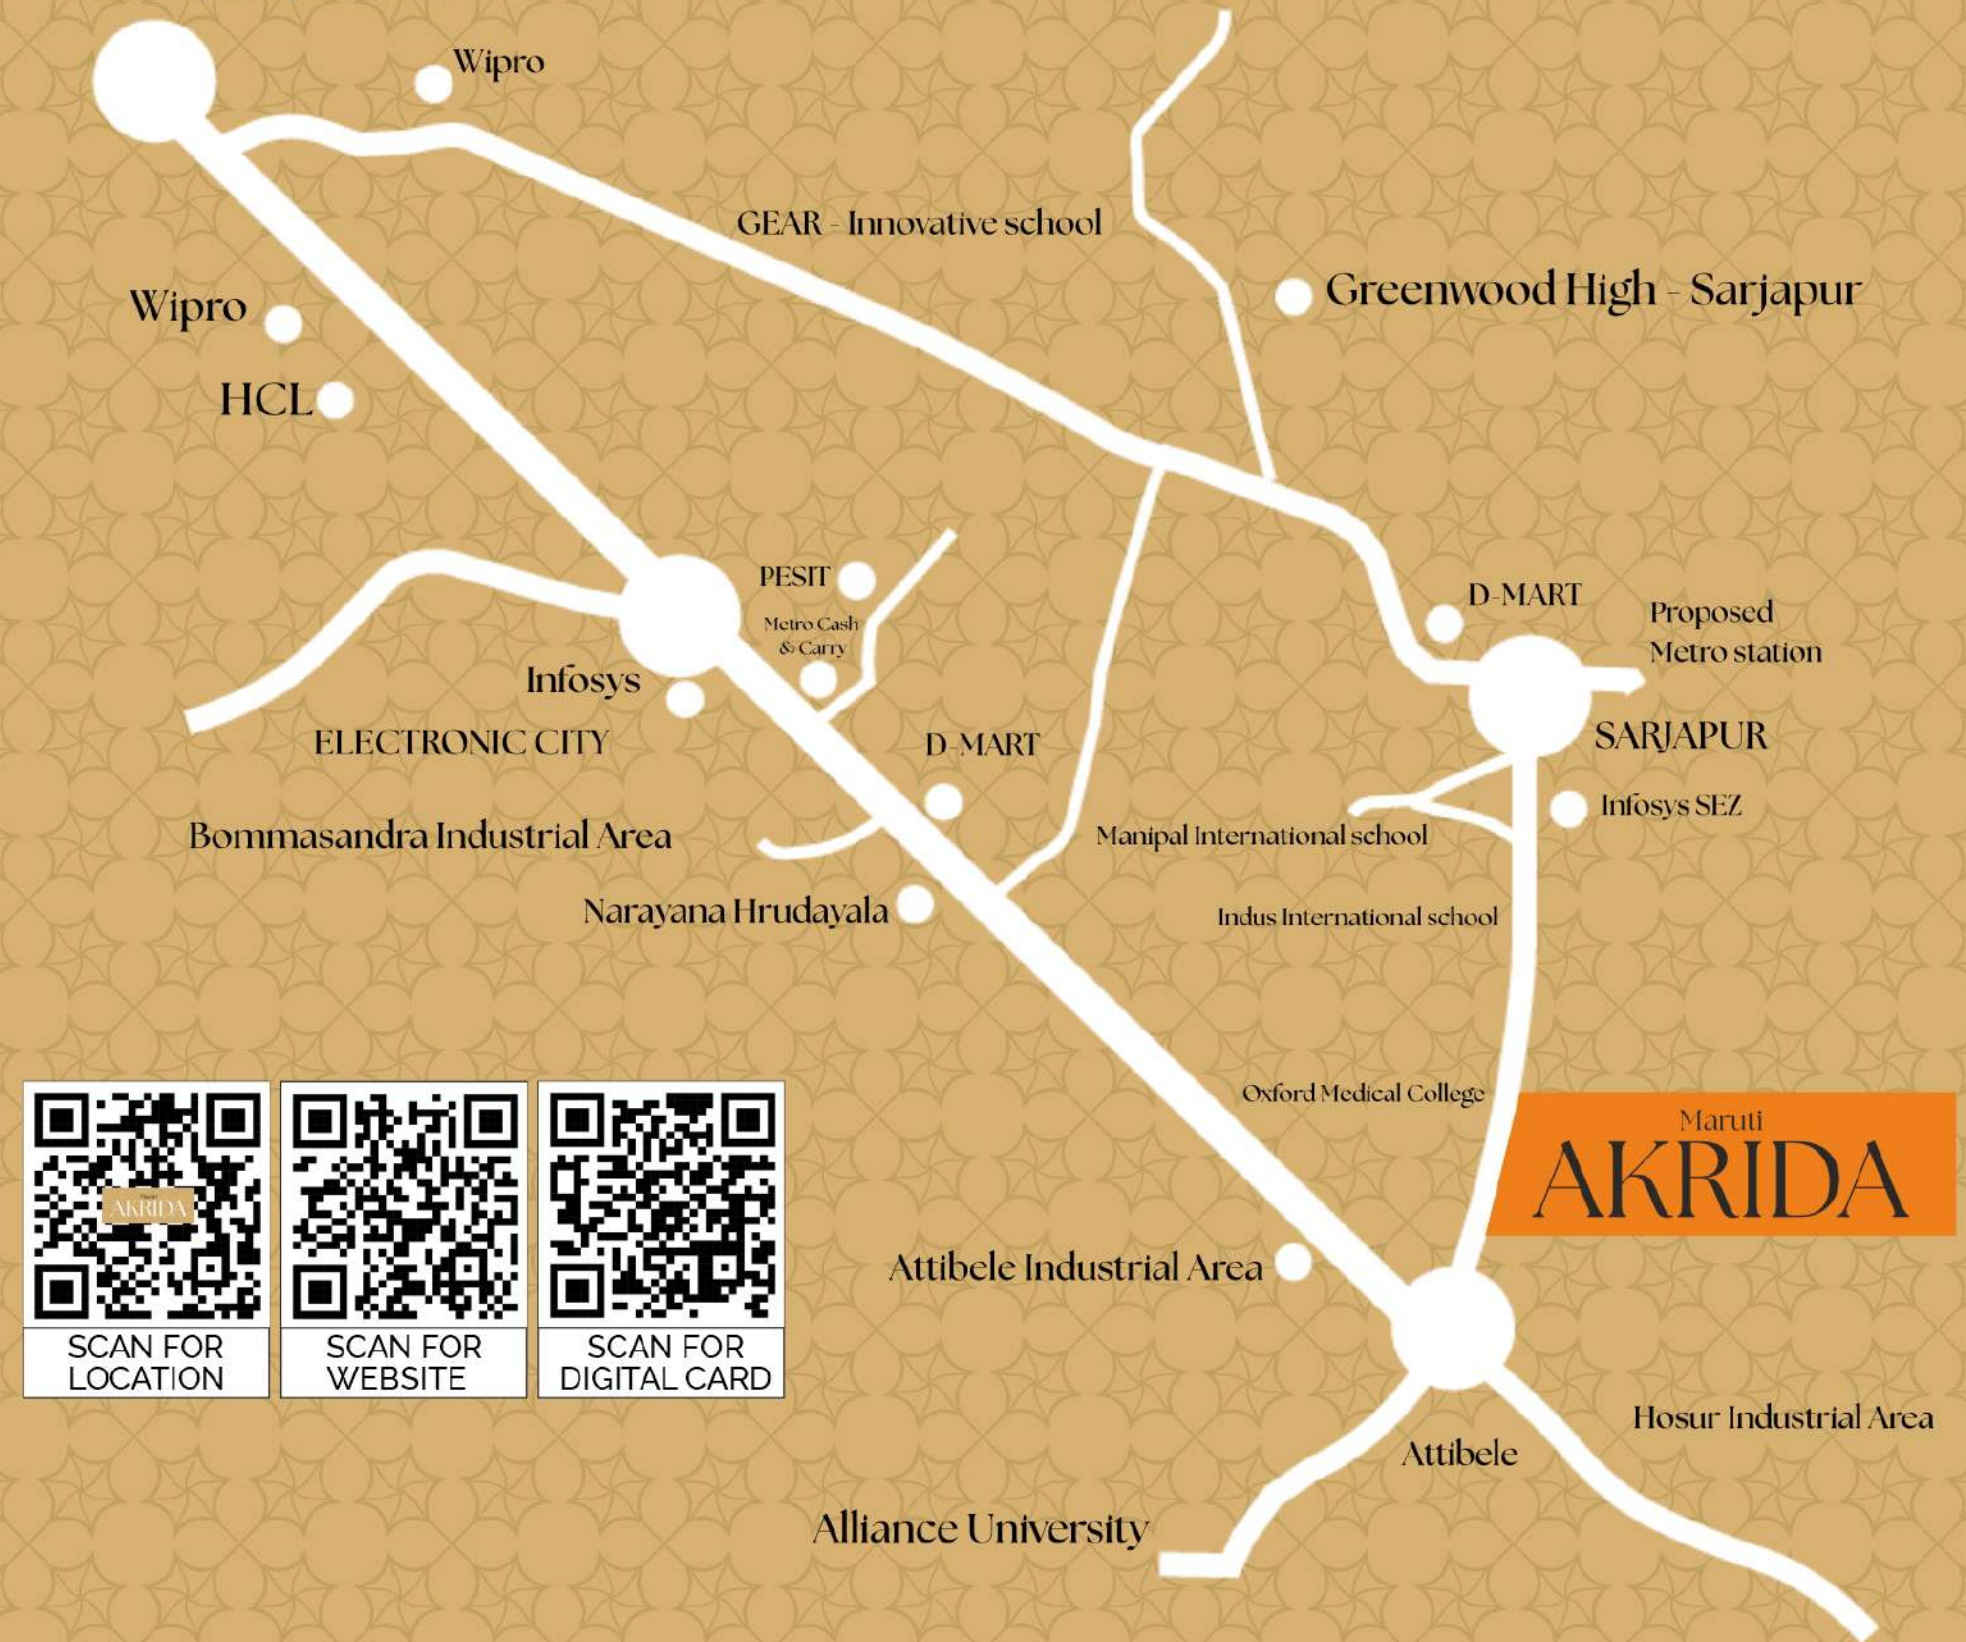 Wipro
GEAR - Innovative school
Greenwood High - Sarjapur
Wipro
HCL
PESIT
Metro Cash
& Carry
D-MART
Proposed
Metro station
Infosys
ELECTRONIC CITY
D-MART
SARJAPUR
Infosys SEZ
Bommasandra Industrial Area
Manipal International school
Narayana Hrudayala
Indus International school
Oxford Medical College
Maruti
AKRIDA
AKRIDA
Attibele Industrial Area
SCAN FOR
LOCATION
SCAN FOR
WEBSITE
SCAN FOR
DIGITAL CARD
Hosur Industrial Area
Attibele
Alliance University